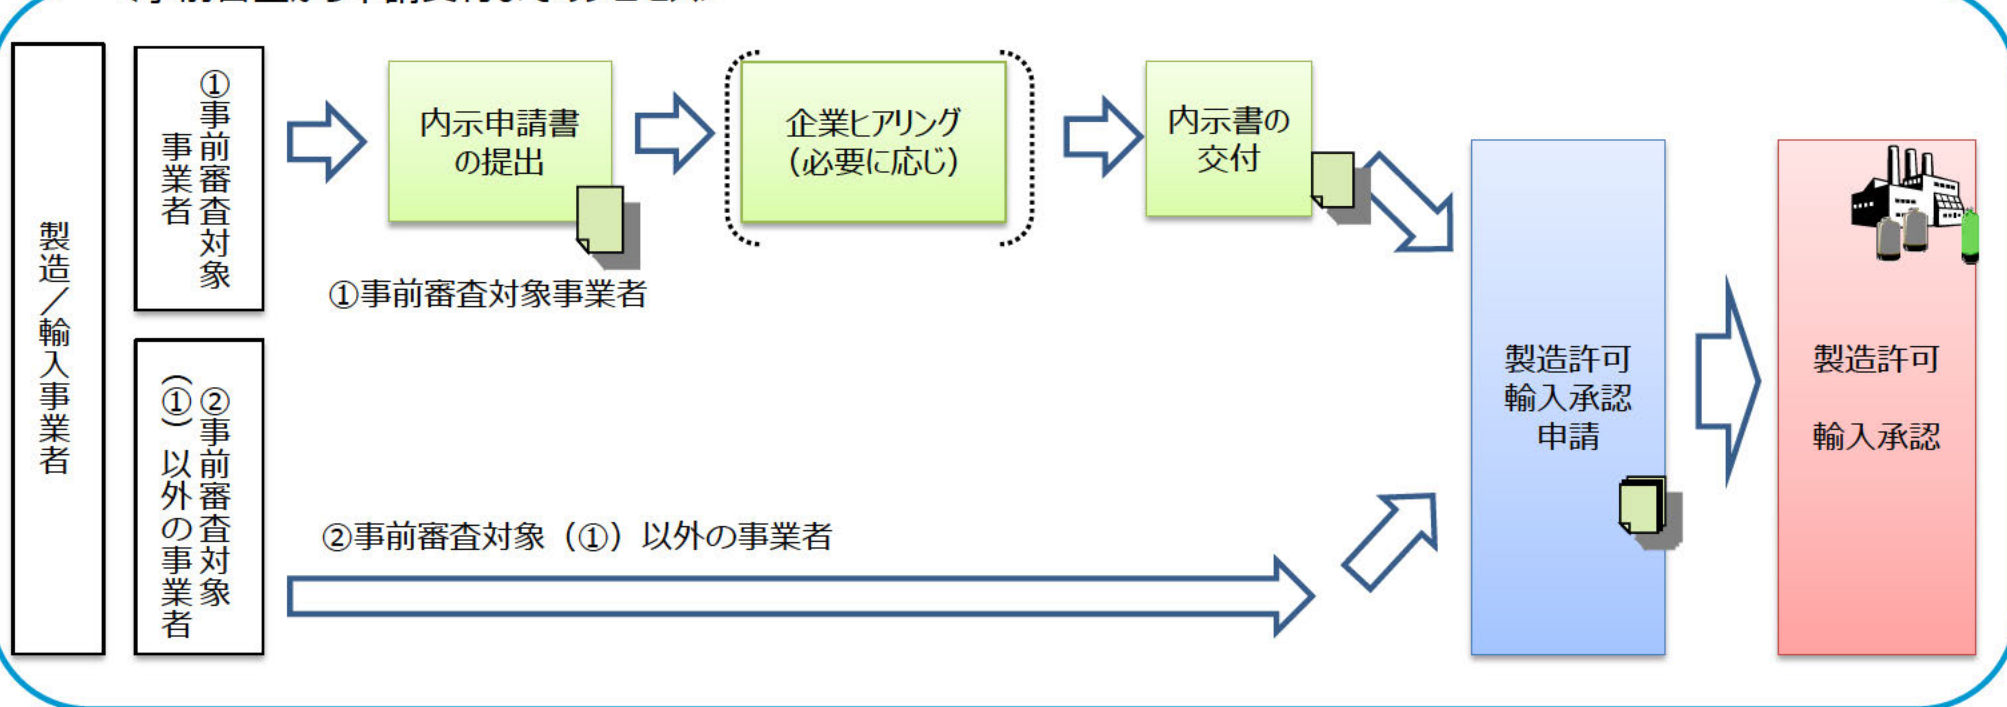 製造／輸入事業者
①事前審査対象
事業者
内示申請書
の提出
企業ヒアリング
（必要に応じ）
内示書の
交付
①事前審査対象事業者
②事前審査対象
（①）以外の事業者
②事前審査対象（①）以外の事業者
製造許可
輸入承認
申請
製造許可
輸入承認